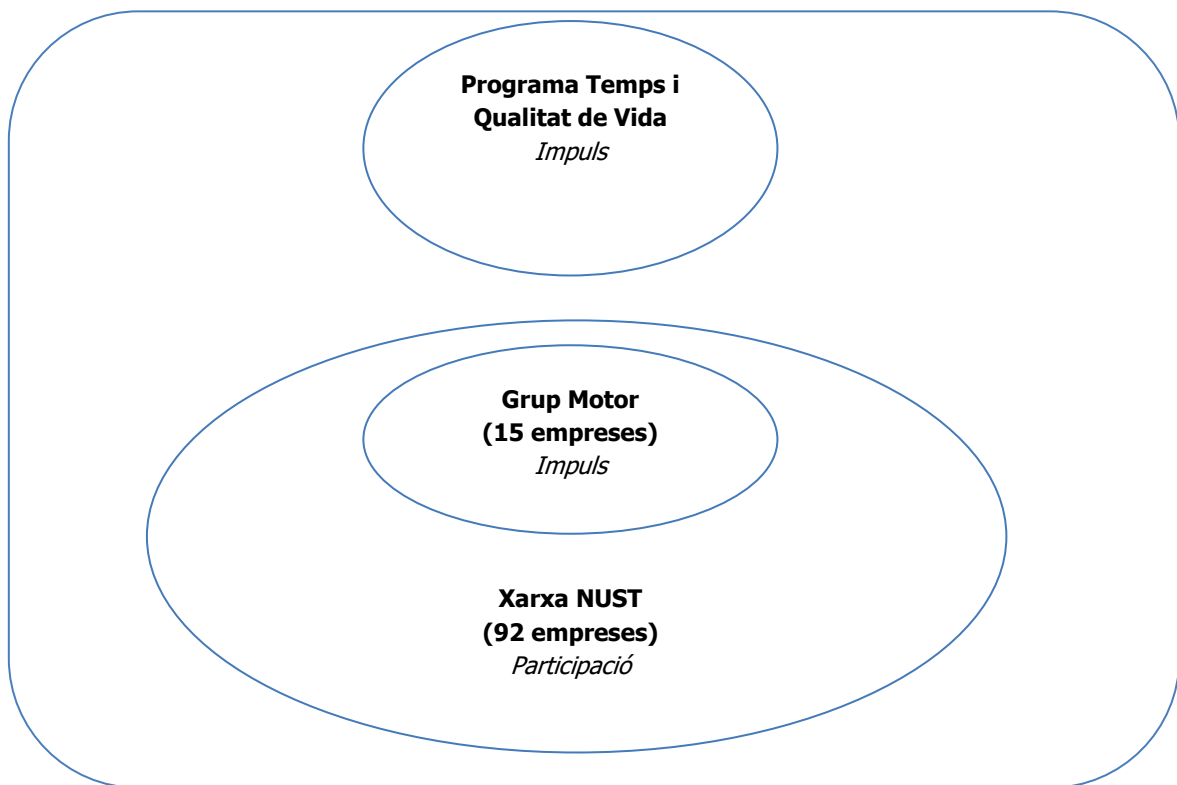 Programa Temps i
Qualitat de Vida
Impuls
Grup Motor
(15 empreses)
Impuls
Xarxa NUST
(92 empreses)
Participació